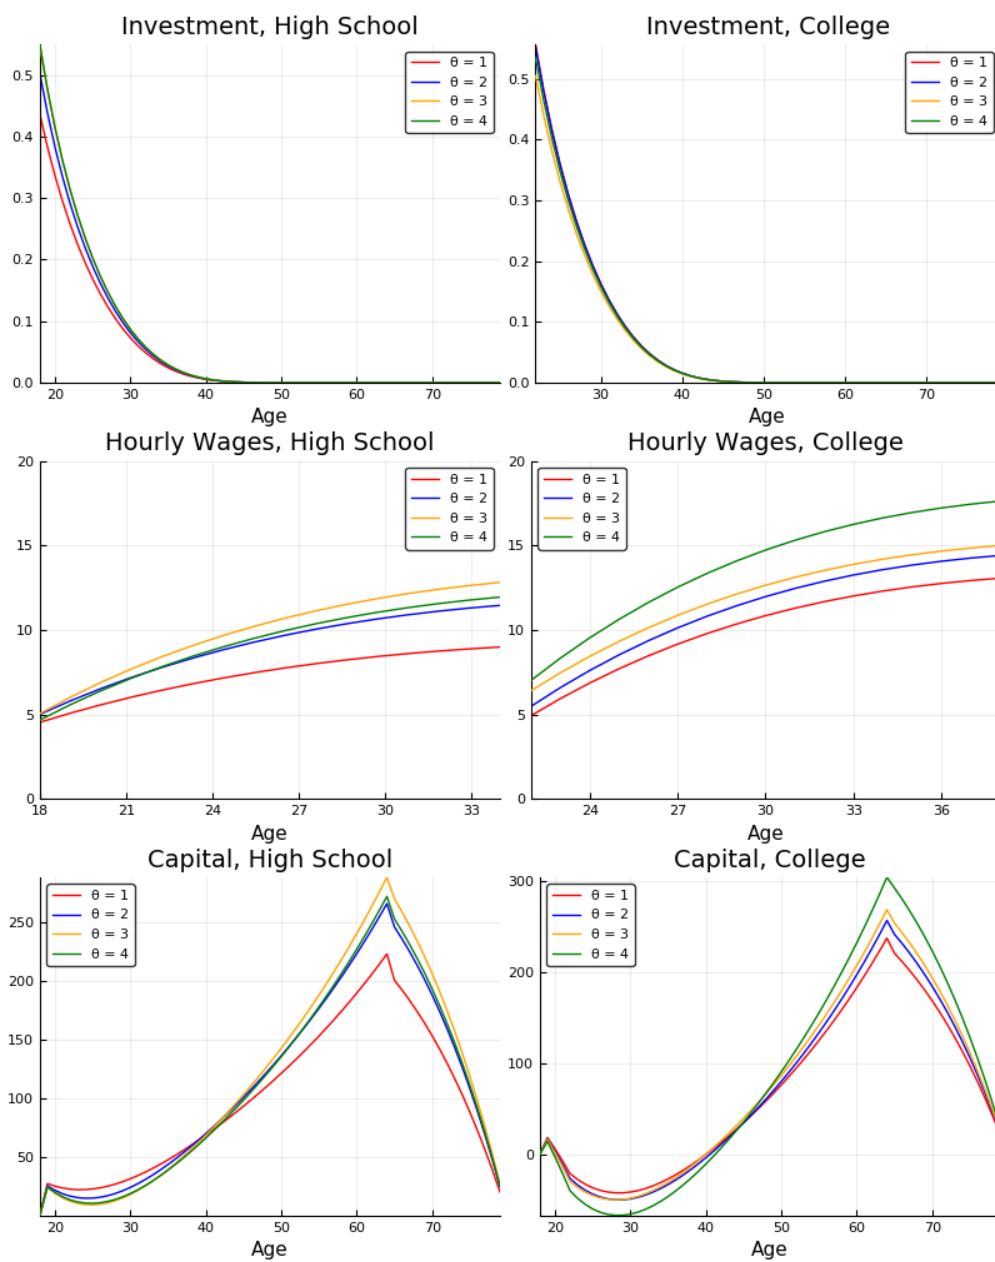 Investment, High School
0.5
0.4
0.3
0.2
0.1
0.0
θ = 1
θ = 2
θ = 3
θ = 4
20 30 40 50 60 70
Age
Investment, College
0.5
0.4
0.3
0.2
0.1
0.0
θ = 1
θ = 2
θ = 3
θ = 4
30 40 50 60 70
Age
Hourly Wages, High School
20
15
10
5
0
θ = 1
θ = 2
θ = 3
θ = 4
18 21 24 27 30 33
Age
Hourly Wages, College
20
15
10
5
0
θ = 1
θ = 2
θ = 3
θ = 4
24 27 30 33 36
Age
Capital, High School
250
200
150
100
50
θ = 1
θ = 2
θ = 3
θ = 4
20 30 40 50 60 70
Age
Capital, College
300
200
100
0
θ = 1
θ = 2
θ = 3
θ = 4
20 30 40 50 60 70
Age